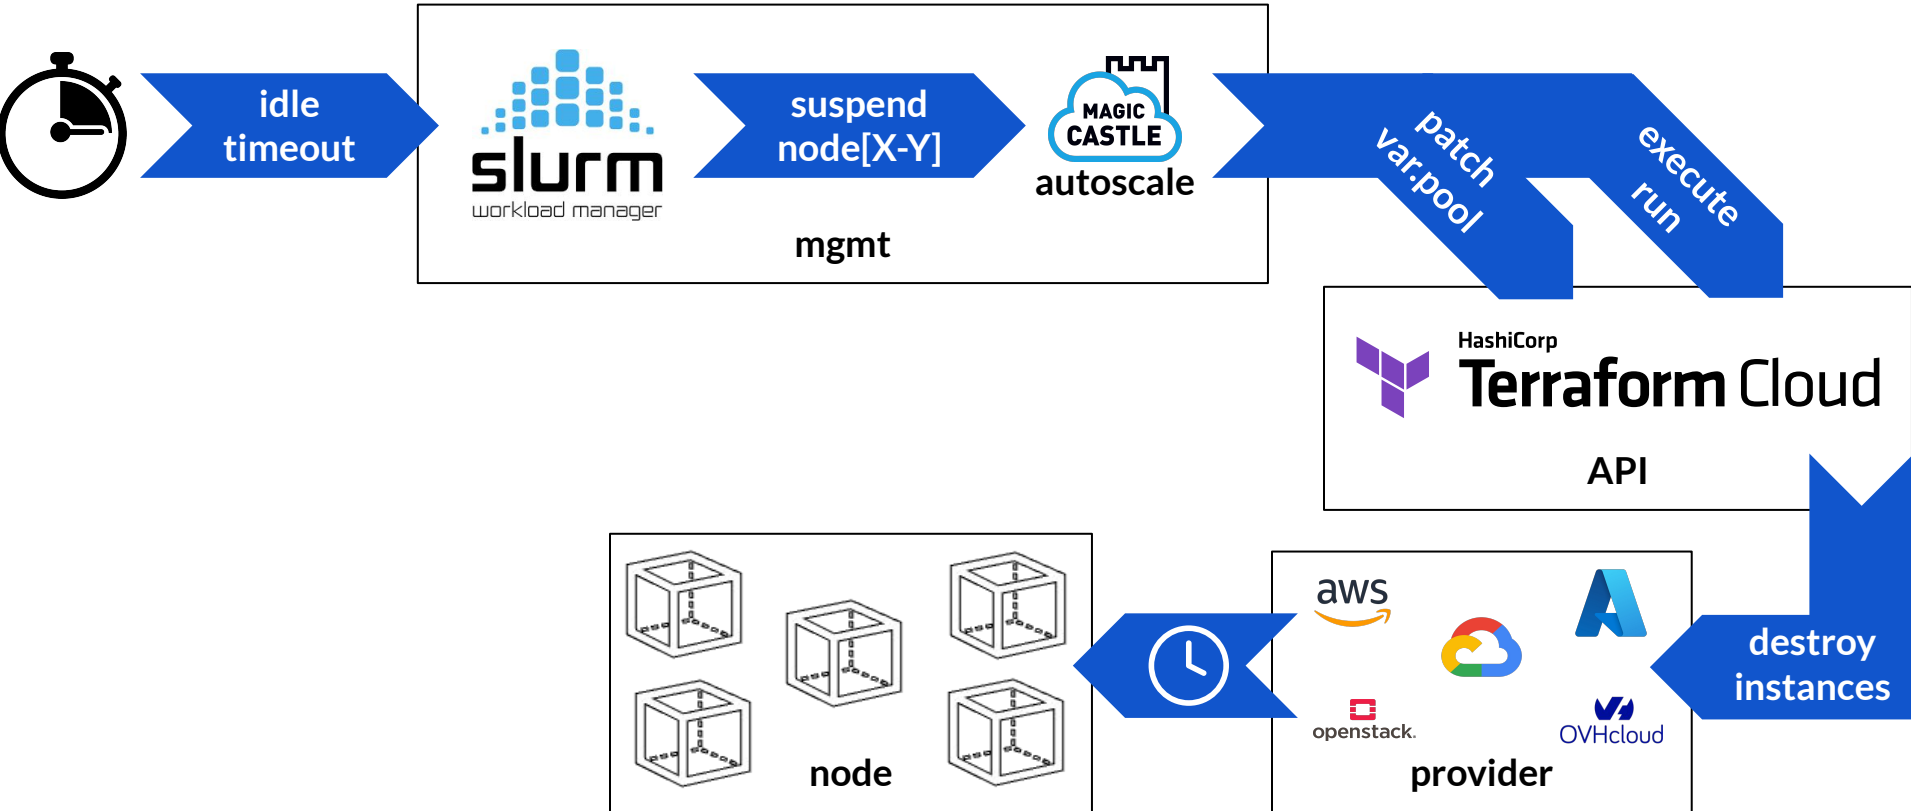 idle
timeout
slurm
workload manager
suspend
node[X-Y]
MAGIC
CASTLE
autoscale
mgmt
patch
var.pool
execute
run
HashiCorp
Terraform Cloud
API
destroy
instances
aws
openstack.
OVHcloud
provider
node